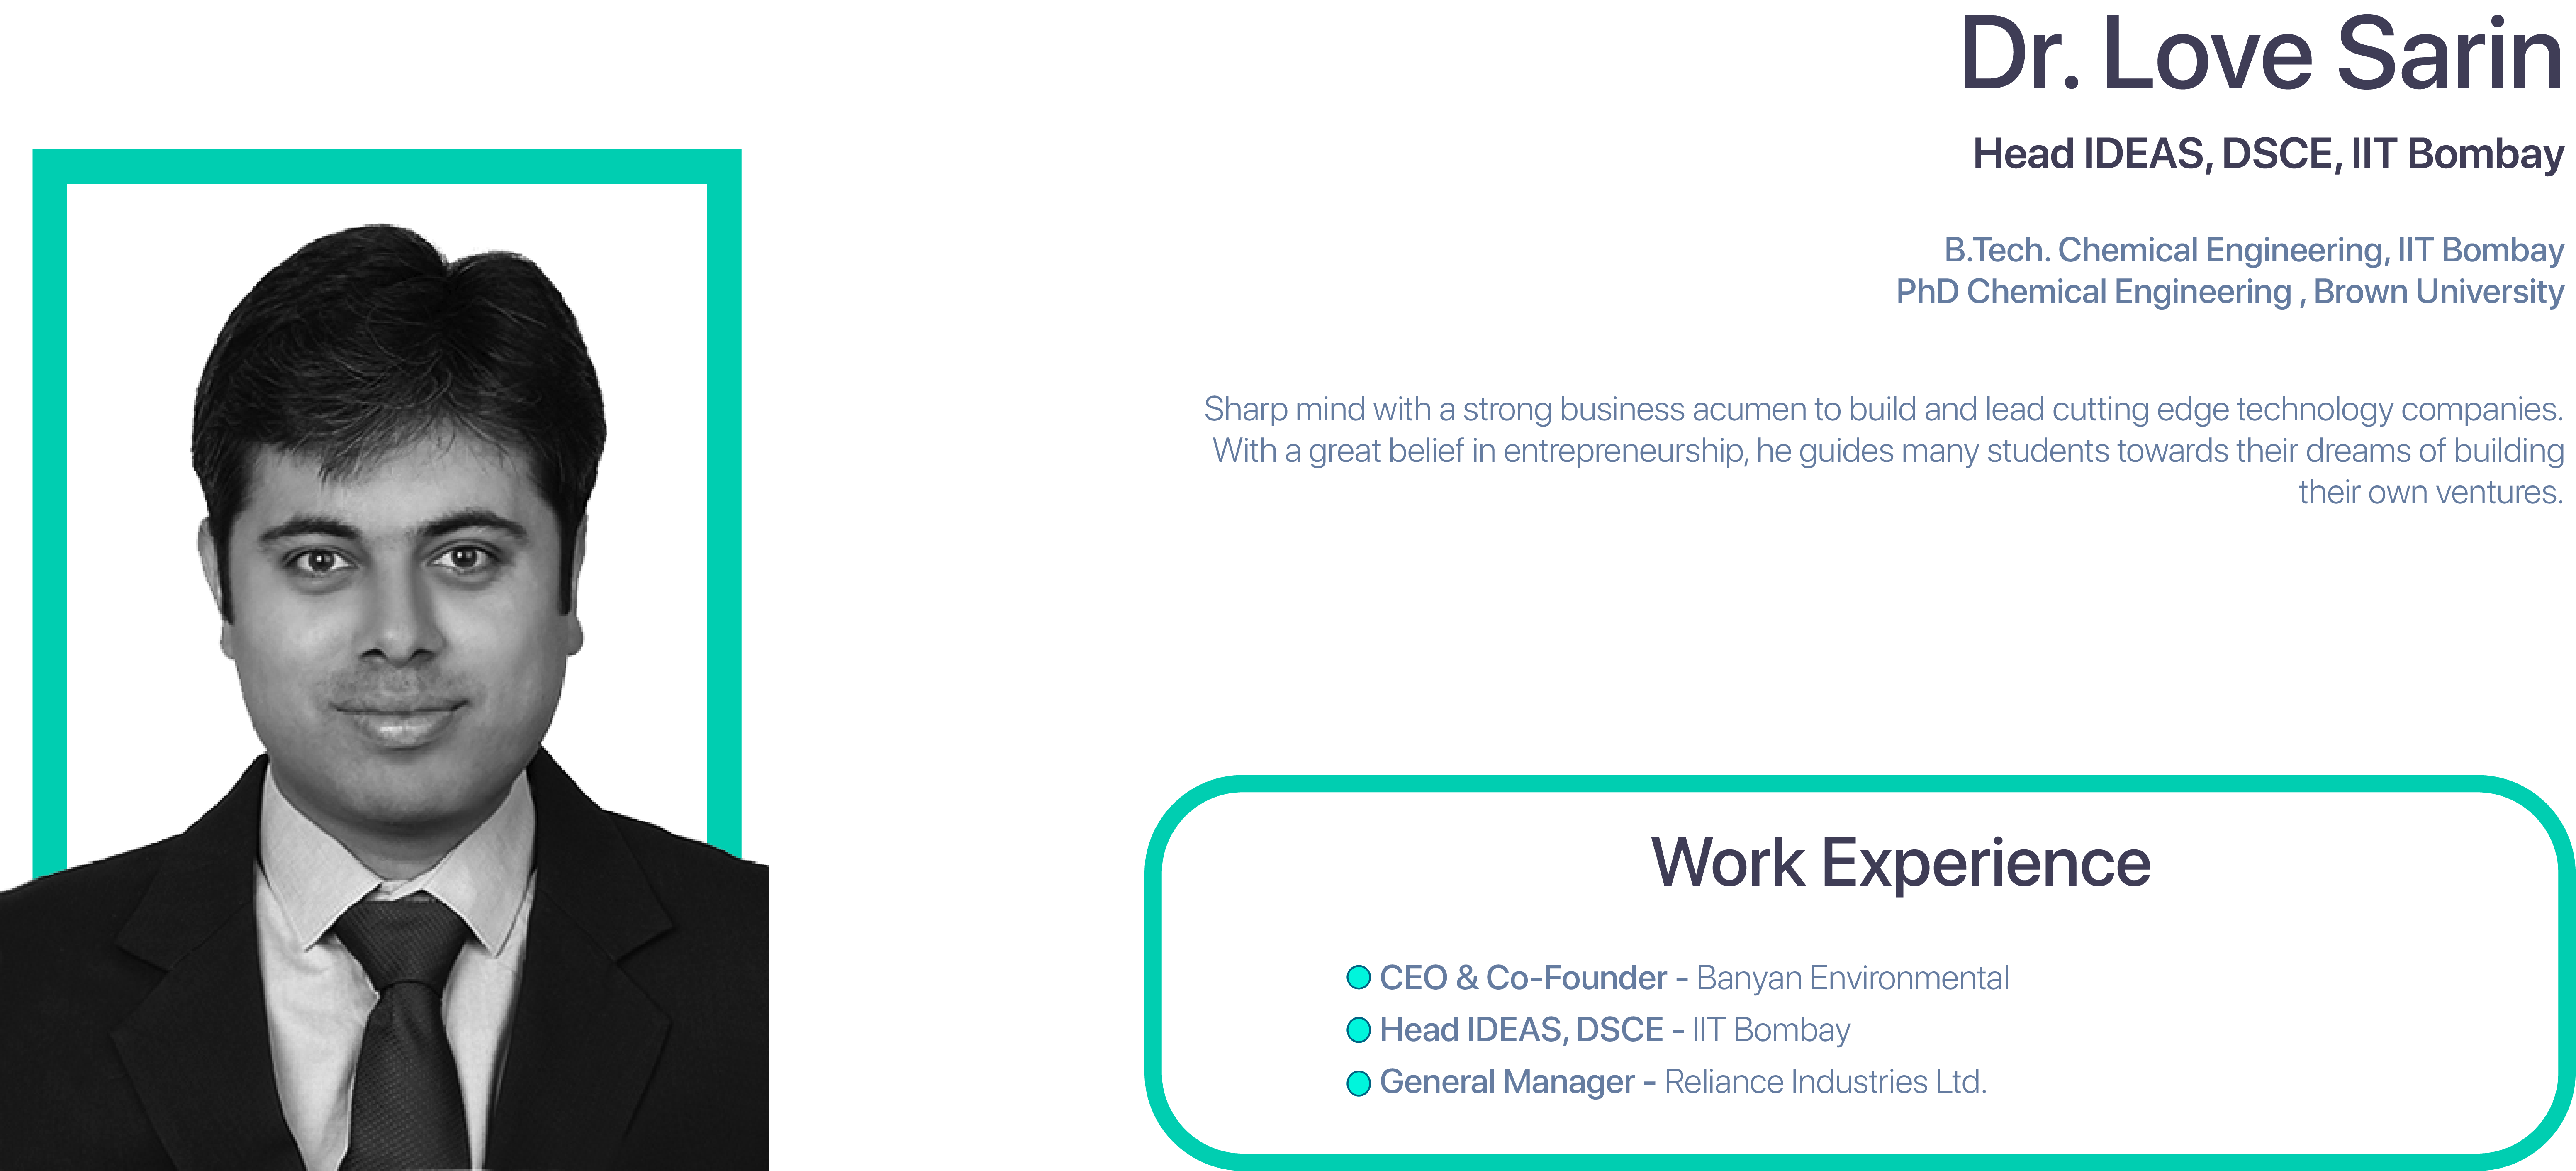 Dr. Love Sarin
Head IDEAS, DSCE, IIT Bombay
B.Tech. Chemical Engineering, IIT Bombay
PhD Chemical Engineering , Brown University
Sharp mind with a strong business acumen to build and lead cutting edge technology companies.
With a great belief in entrepreneurship, he guides many students towards their dreams of building
their own ventures.
Work Experience
CEO & Co-Founder - Banyan Environmental
Head IDEAS, DSCE - IIT Bombay
General Manager - Reliance Industries Ltd.